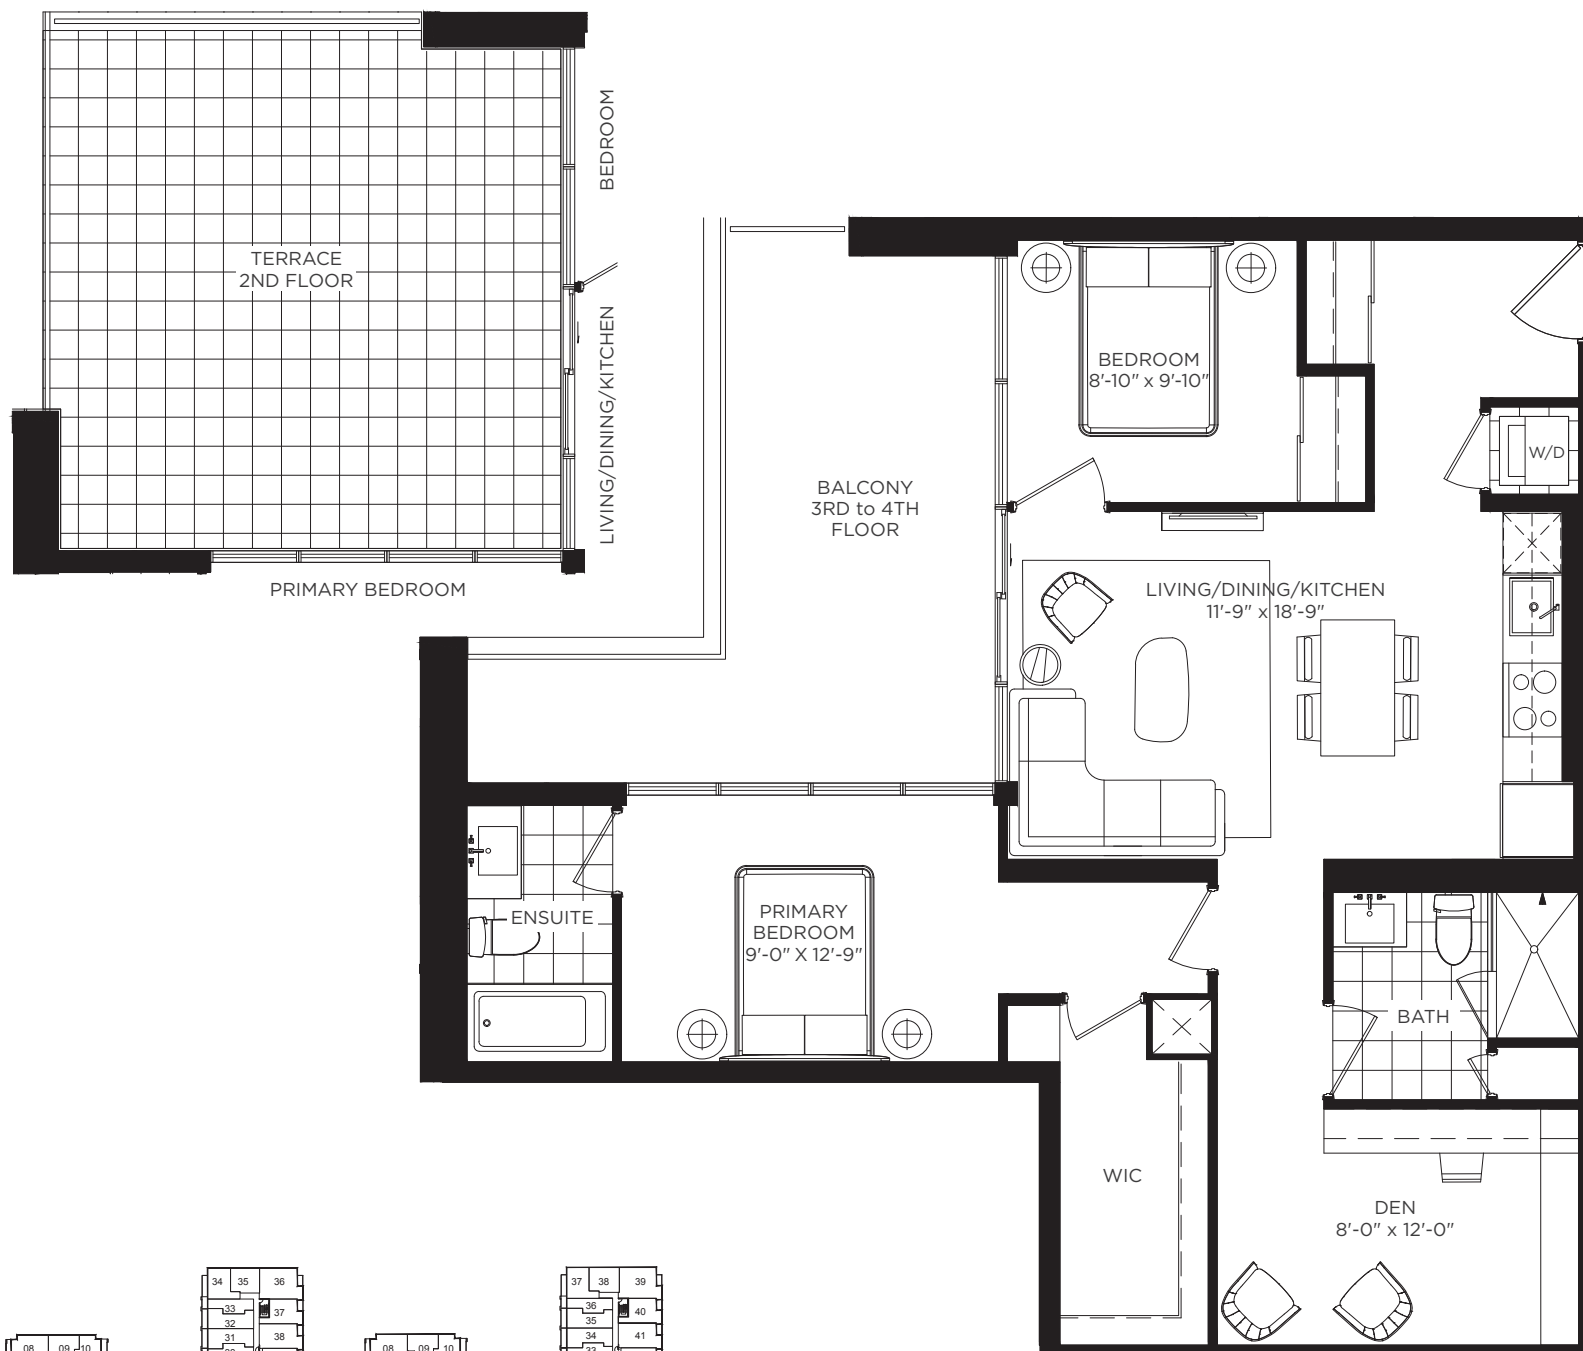 TERRACE
2ND FLOOR
BEDROOM
LIVING/DINING/KITCHEN
PRIMARY BEDROOM
BEDROOM
8'-10" x 9'-10"
W/D
BALCONY
3RD to 4TH
FLOOR
LIVING/DINING/KITCHEN
11'-9" x 18'-9"
ENSUITE
PRIMARY
BEDROOM
9'-0" X 12'-9"
BATH
WIC
DEN
8'-0" x 12'-0"
34 35 36
33 37
32
31 38
08 09 10
37 38 39
36 40
35
34 41
33
08 09 10